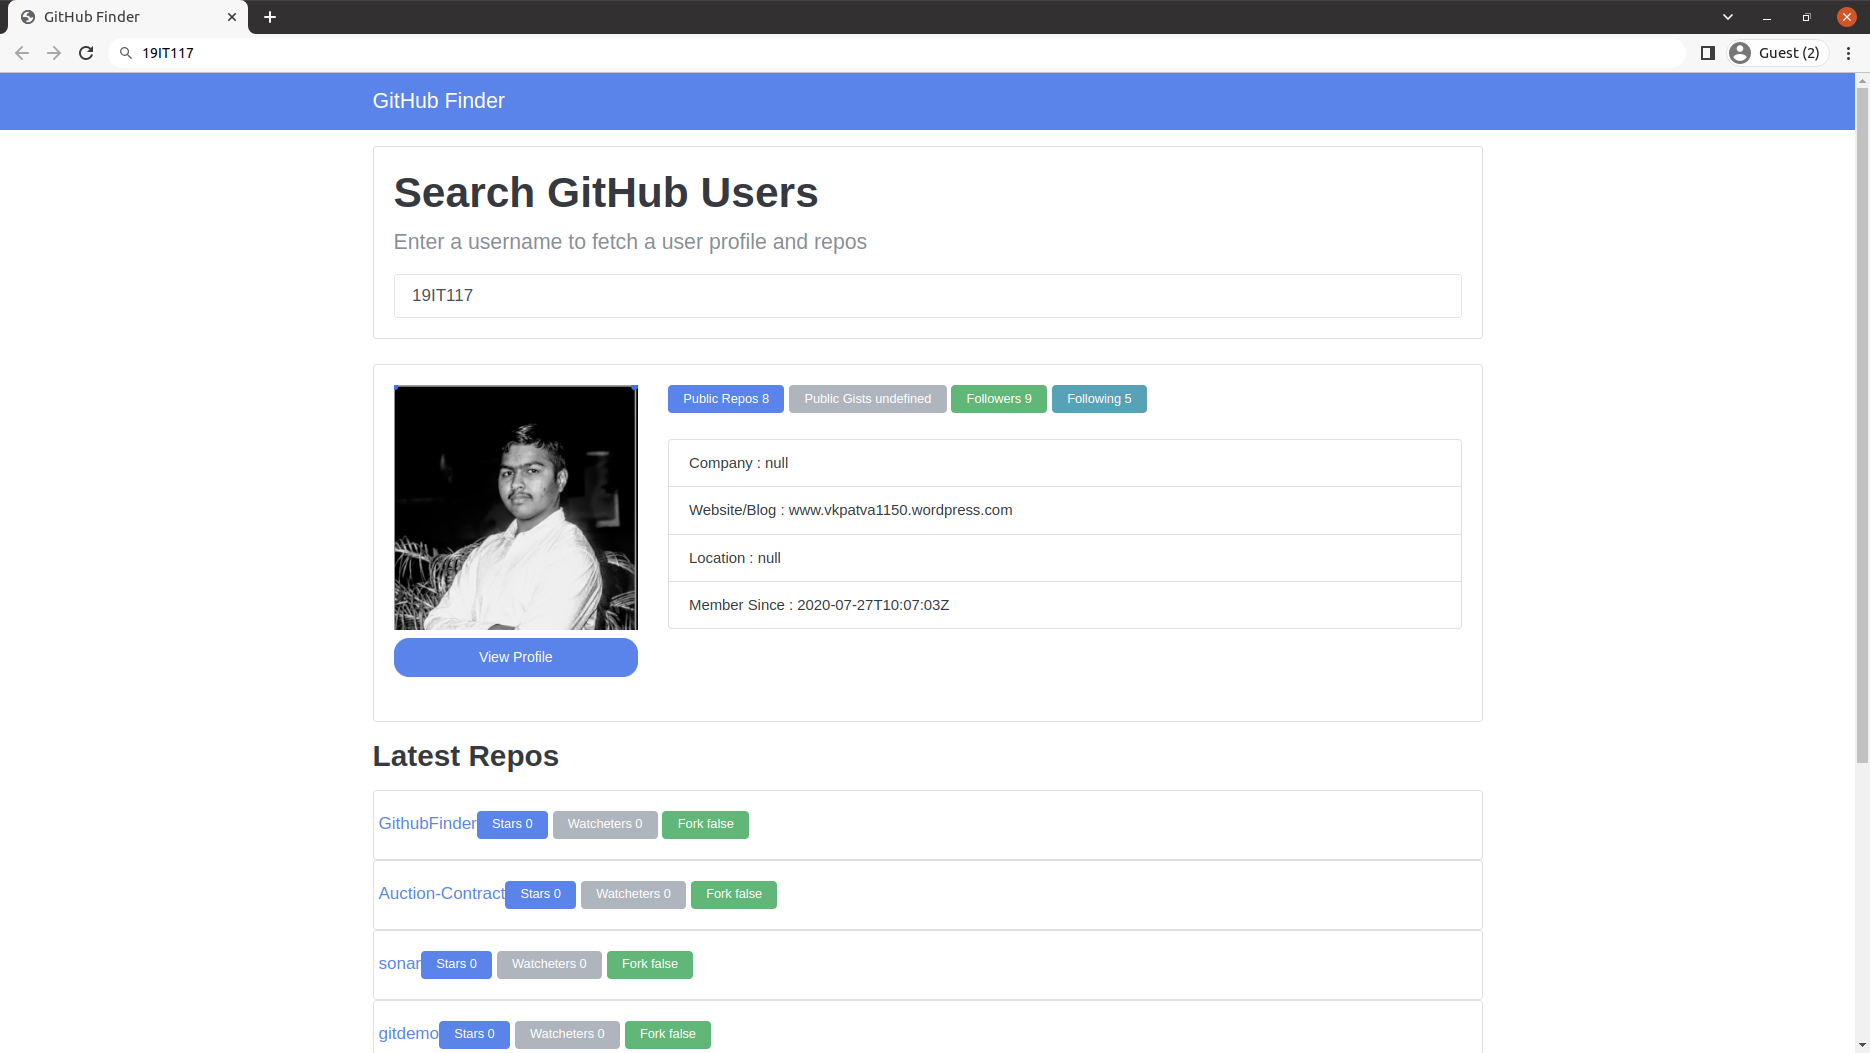 GitHub Finder
19IT117
Guest (2)
GitHub Finder
Search GitHub Users
Enter a username to fetch a user profile and repos
19IT117
Public Repos 8 Public Gists undefined Followers 9 Following 5
Company : null
Website/Blog : www.vkpatva1150.wordpress.com
Location : null
Member Since : 2020-07-27T10:07:03Z
View Profile
Latest Repos
GithubFinder Stars 0 Watcheters 0 Fork false
Auction-Contract Stars 0 Watcheters 0 Fork false
sonar Stars 0 Watcheters 0 Fork false
gitdemo Stars 0 Watcheters 0 Fork false